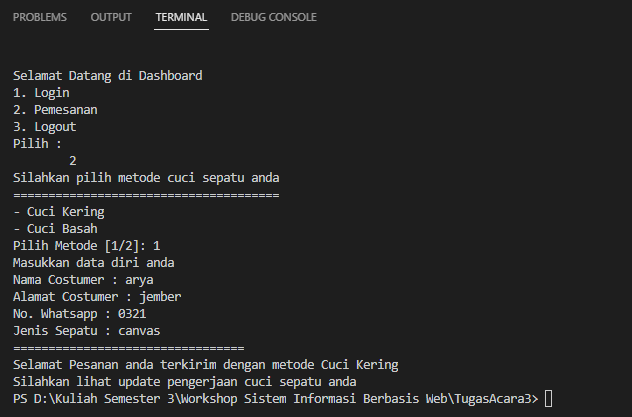 PROBLEMS OUTPUT TERMINAL DEBUG CONSOLE
Selamat Datang di Dashboard
1. Login
2. Pemesanan
3. Logout
Pilih :
2
Silahkan pilih metode cuci sepatu anda
======================================
- Cuci Kering
- Cuci Basah
Pilih Metode [1/2]: 1
Masukkan data diri anda
Nama Costumer : arya
Alamat Costumer : jember
No. Whatsapp : 0321
Jenis Sepatu : canvas
=================================
Selamat Pesanan anda terkirim dengan metode Cuci Kering
Silahkan lihat update pengerjaan cuci sepatu anda
PS D:\Kuliah Semester 3\Workshop Sistem Informasi Berbasis Web\TugasAcara3>